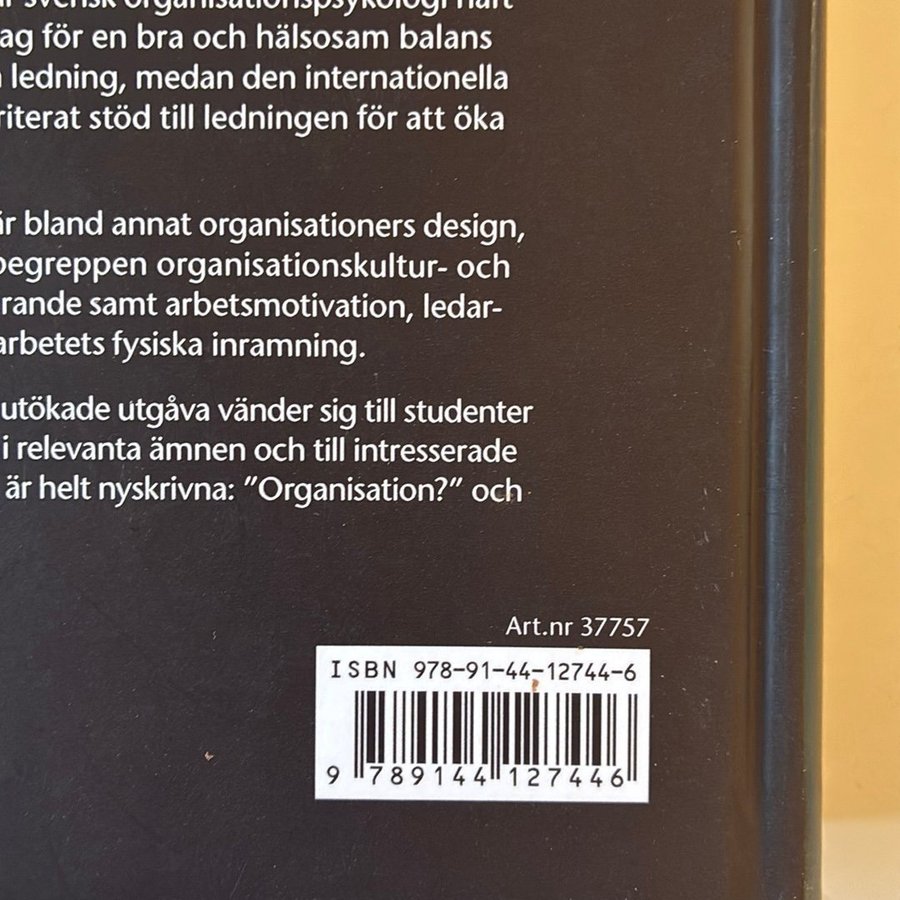 svensk organisationspsykologi haft
ag för en bra och hälsosam balans
ledning, medan den internationella
riterat stöd till ledningen för att öka
är bland annat organisationers design,
begreppen organisationskultur- och
rande samt arbetsmotivation, ledar-
arbetets fysiska inramning.
utökade utgåva vänder sig till studenter
i relevanta ämnen och till intresserade
är helt nyskrivna: ”Organisation?” och
Art.nr 37757
ISBN 978-91-44-12744-6
9 789144 127446